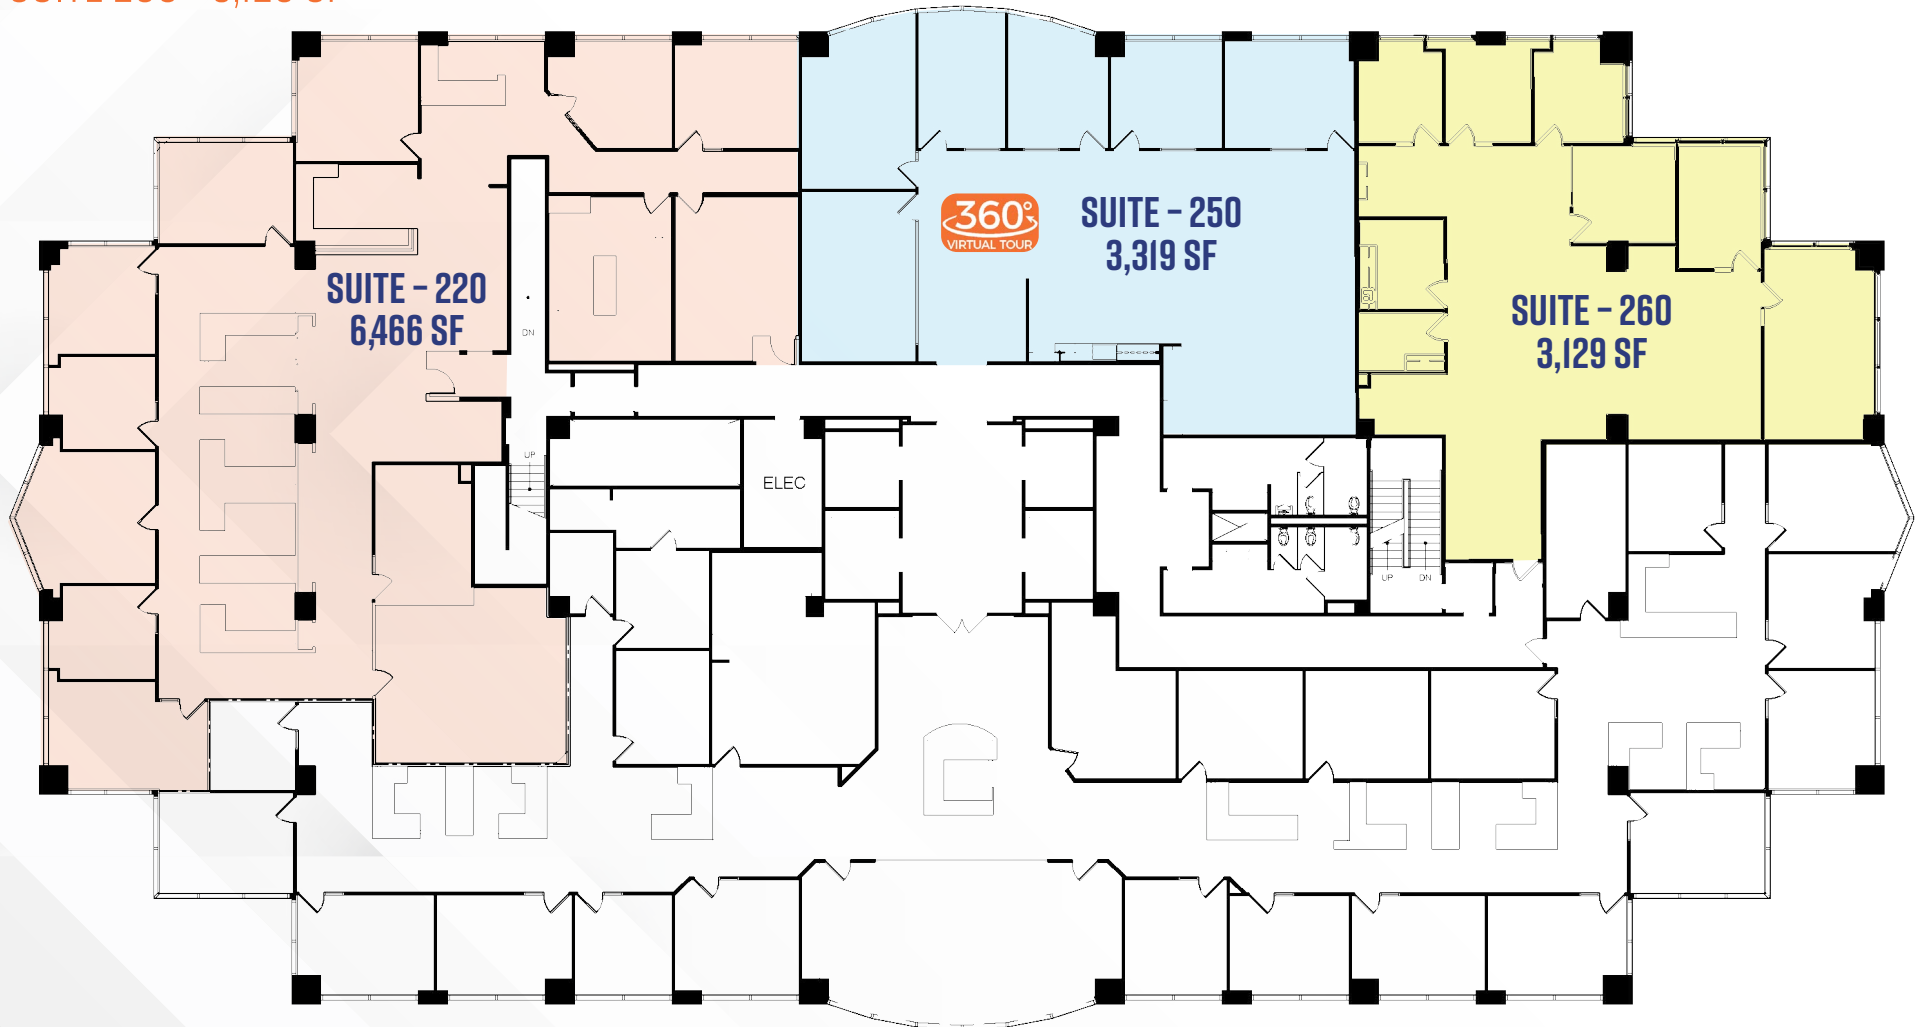 SUITE – 250
3,319 SF
360°
VIRTUAL TOUR
SUITE – 220
6,466 SF
SUITE – 260
3,129 SF
DN
UP
ELEC
UP
DN